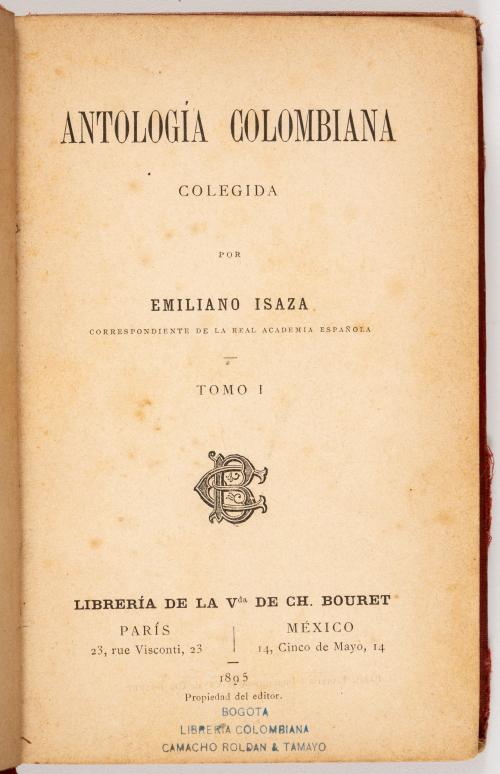 ANTOLOGÍA COLOMBIANA
COLEGIDA
POR
EMILIANO ISAZA
CORRESPONDIENTE DE LA REAL ACADEMIA ESPAÑOLA
TOMO I
LIBRERÍA DE LA Vda DE CH. BOURET
PARÍS
23, rue Visconti, 23
MÉXICO
14, Cinco de Mayo, 14
1895
Propiedad del editor.
BOGOTA
LIBRERIA COLOMBIANA
CAMACHO ROLDAN & TAMAYO